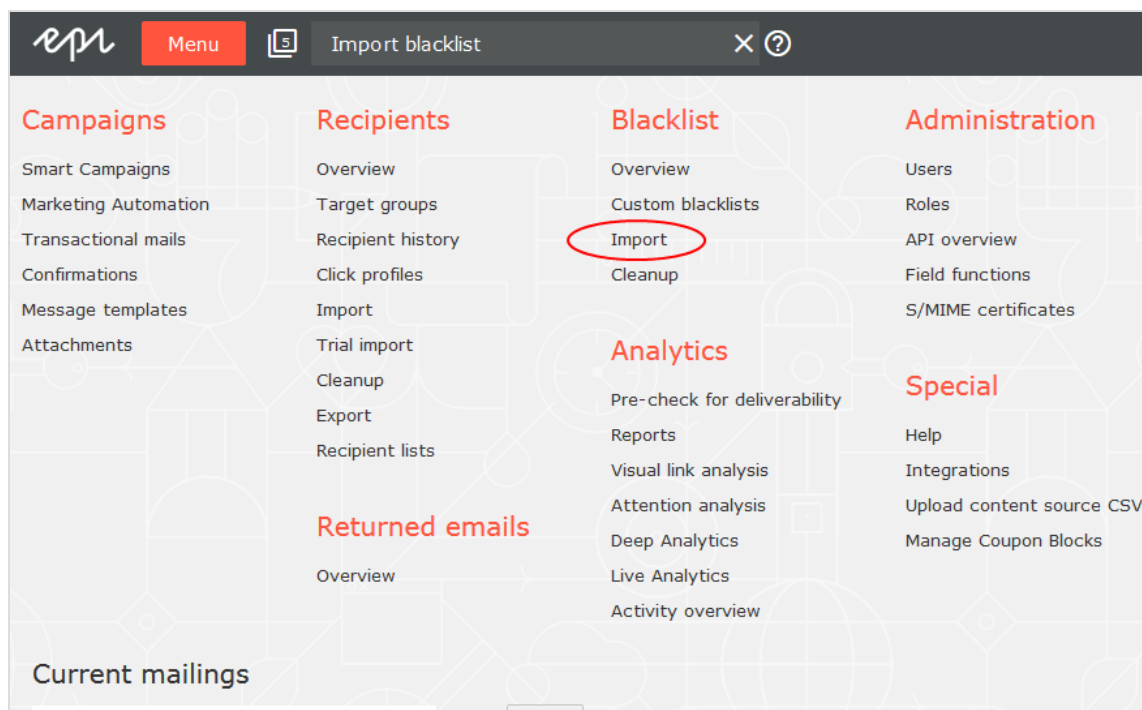 epi
Menu
5
Import blacklist
Campaigns
Smart Campaigns
Marketing Automation
Transactional mails
Confirmations
Message templates
Attachments
Recipients
Overview
Target groups
Recipient history
Click profiles
Import
Trial import
Cleanup
Export
Recipient lists
Returned emails
Overview
Blacklist
Overview
Custom blacklists
Import
Cleanup
Analytics
Pre-check for deliverability
Reports
Visual link analysis
Attention analysis
Deep Analytics
Live Analytics
Activity overview
Administration
Users
Roles
API overview
Field functions
S/MIME certificates
Special
Help
Integrations
Upload content source CSV
Manage Coupon Blocks
Current mailings